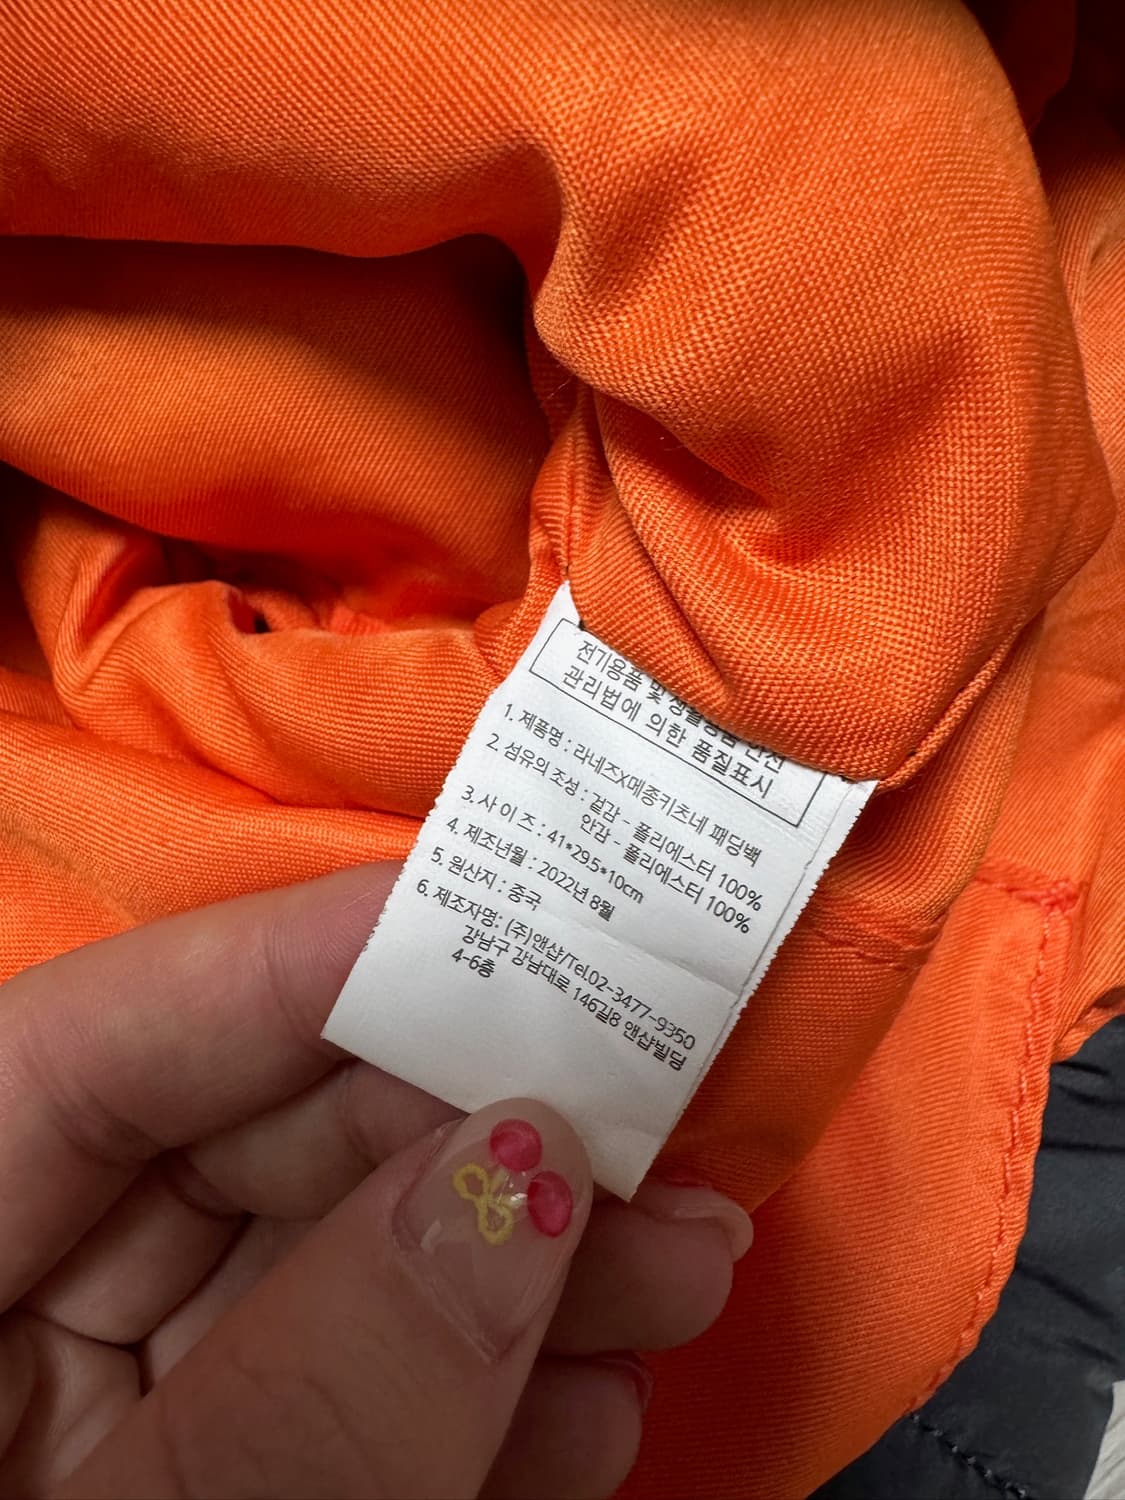 전기용품 및 생활용품 안전
관리법에 의한 품질표시
1. 제품명 : 라네즈X메종키츠네 패딩백
2. 섬유의 조성 : 겉감 - 폴리에스터 100%
안감 - 폴리에스터 100%
3. 사 이 즈 : 41*29.5*10cm
4. 제조년월 : 2022년 8월
5. 원산지 : 중국
6. 제조자명: (주)앤샵/Tel.02-3477-9350
강남구 강남대로 146길8 앤샵빌딩
4-6층